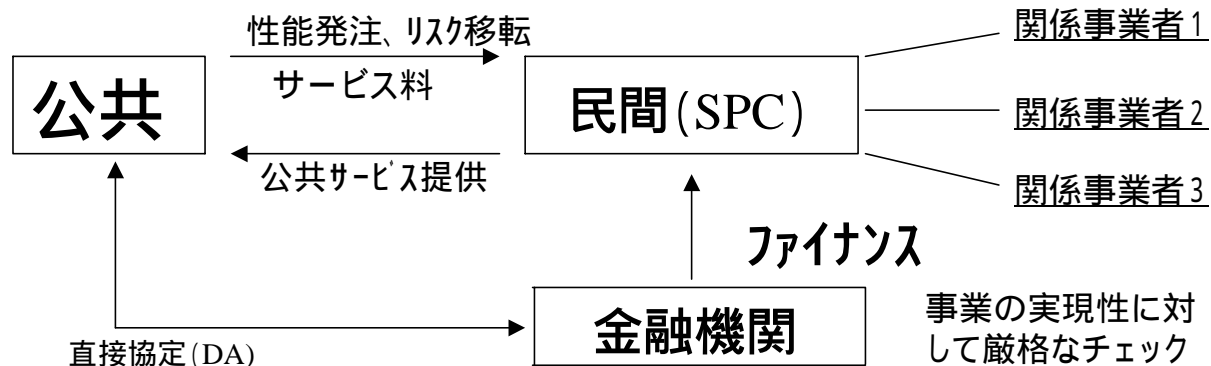 関係事業者1
性能発注、リスク移転
サービス料
公共
民間(SPC)
関係事業者2
公共サービス提供
関係事業者3
ファイナンス
金融機関
事業の実現性に対
して厳格なチェック
直接協定(DA)